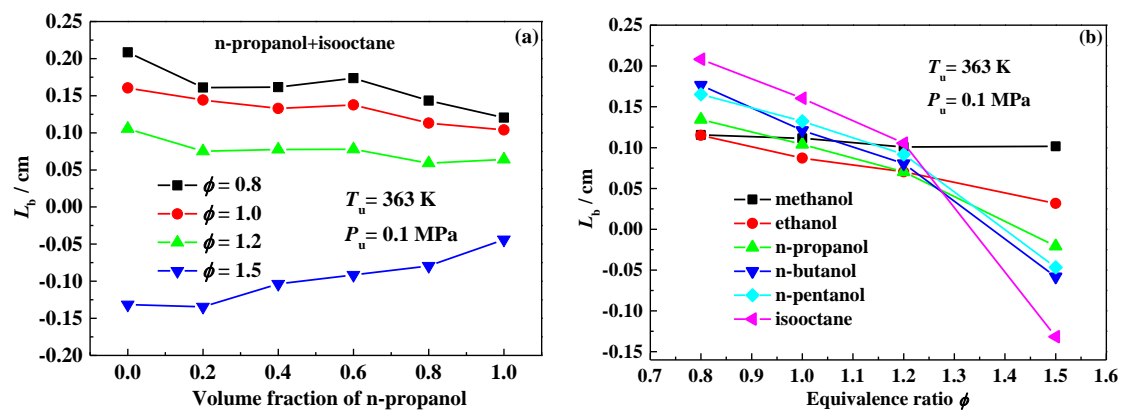 (a)
n-propanol+isooctane
0.25
0.20
0.15
0.10
0.05
0.00
-0.05
-0.10
-0.15
-0.20
L_b / cm
ϕ = 0.8
ϕ = 1.0
ϕ = 1.2
ϕ = 1.5
T_u = 363 K
P_u = 0.1 MPa
0.0 0.2 0.4 0.6 0.8 1.0
Volume fraction of n-propanol
(b)
0.25
0.20
0.15
0.10
0.05
0.00
-0.05
-0.10
-0.15
L_b / cm
T_u = 363 K
P_u = 0.1 MPa
methanol
ethanol
n-propanol
n-butanol
n-pentanol
isooctane
0.7 0.8 0.9 1.0 1.1 1.2 1.3 1.4 1.5 1.6
Equivalence ratio ϕ